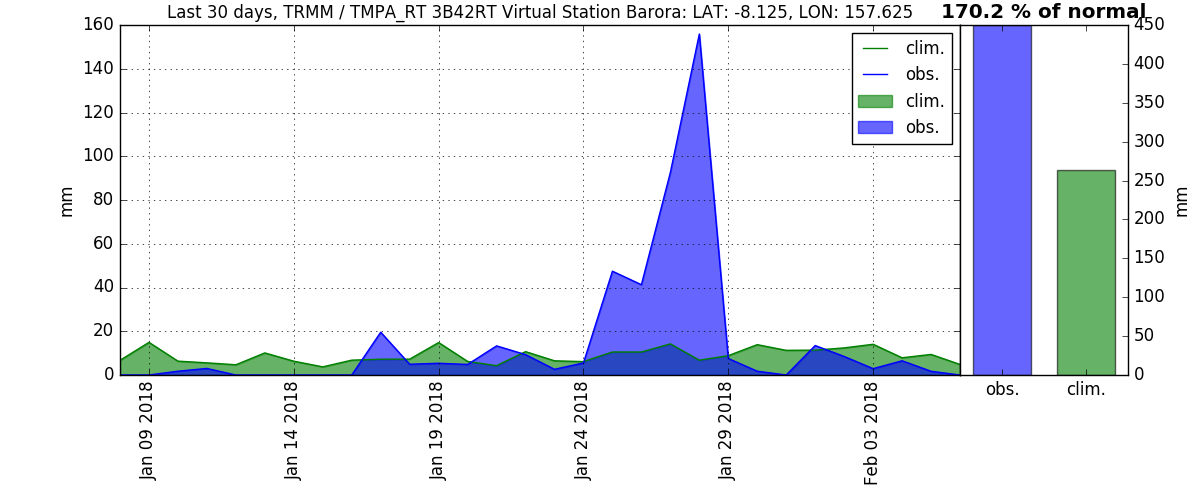 Last 30 days, TRMM / TMPA_RT 3B42RT Virtual Station Barora: LAT: -8.125, LON: 157.625
170.2 % of normal
mm
160
140
120
100
80
60
40
20
0
clim.
obs.
clim.
obs.
Jan 09 2018
Jan 14 2018
Jan 19 2018
Jan 24 2018
Jan 29 2018
Feb 03 2018
450
400
350
300
250
200
150
100
50
0
mm
obs.
clim.